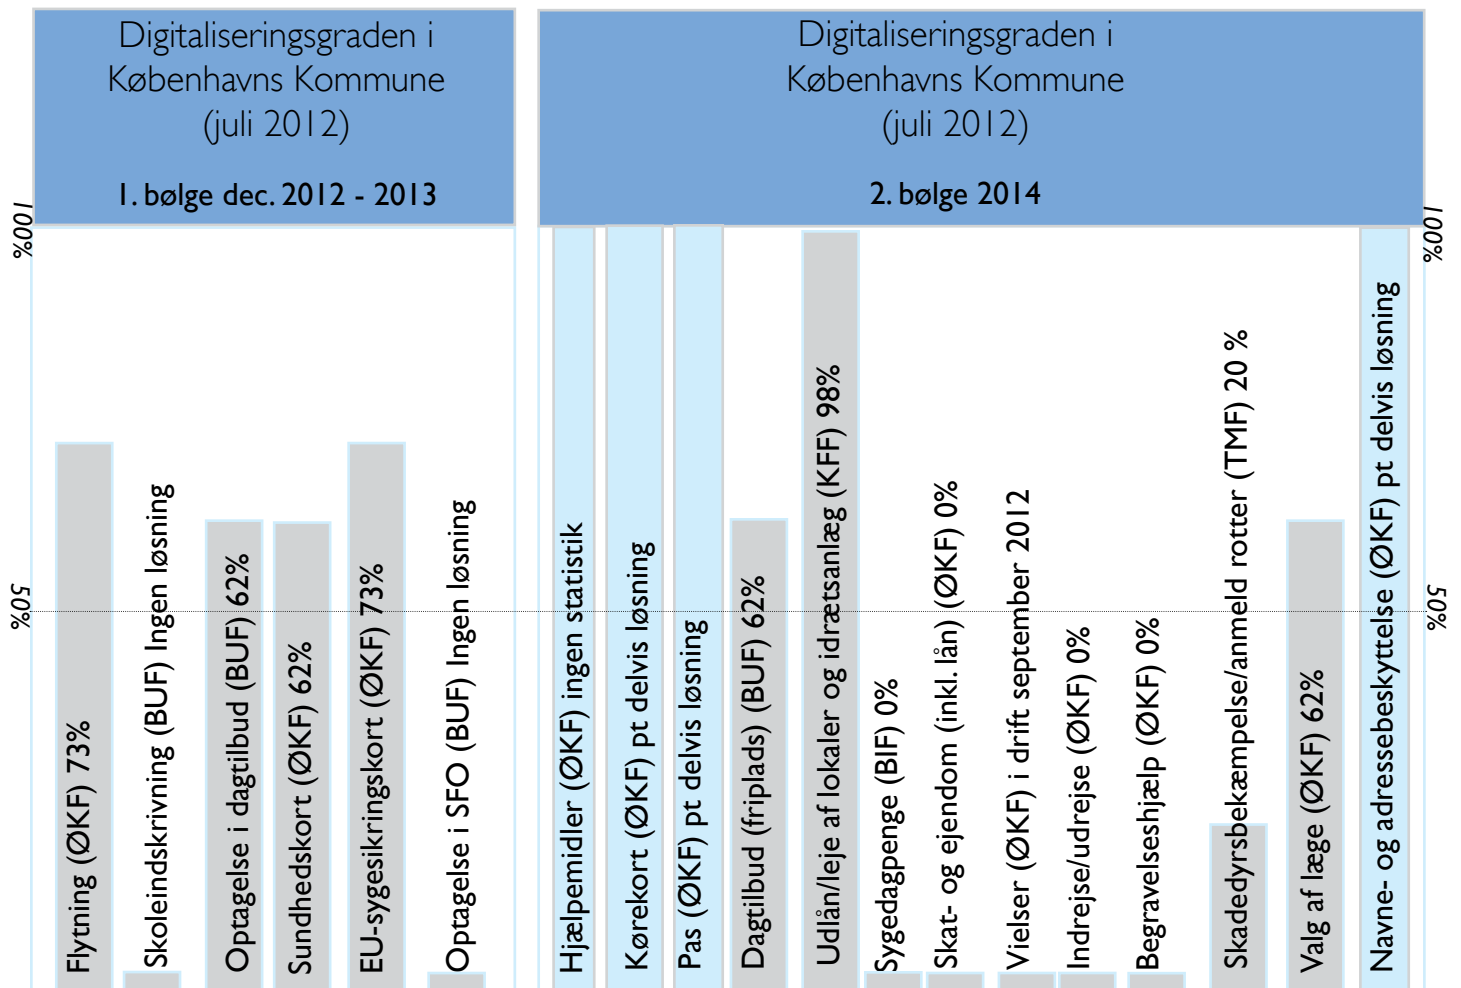 Digitaliseringsgraden i
Københavns Kommune
(juli 2012)
1. bølge dec. 2012 - 2013
100%
50%
Flytning (ØKF) 73%
Skoleindskrivning (BUF) Ingen løsning
Optagelse i dagtilbud (BUF) 62%
Sundhedskort (ØKF) 62%
EU-sygesikringskort (ØKF) 73%
Optagelse i SFO (BUF) Ingen løsning
Digitaliseringsgraden i
Københavns Kommune
(juli 2012)
2. bølge 2014
Hjælpemidler (ØKF) ingen statistik
Kørekort (ØKF) pt delvis løsning
Pas (ØKF) pt delvis løsning
Dagtilbud (friplads) (BUF) 62%
Udlån/leje af lokaler og idrætsanlæg (KFF) 98%
Sygedagpenge (BIF) 0%
Skat- og ejendom (inkl. lån) (ØKF) 0%
Vielser (ØKF) i drift september 2012
Indrejse/udrejse (ØKF) 0%
Begravelseshjælp (ØKF) 0%
Skadedyrsbekæmpelse/anmeld rotter (TMF) 20 %
Valg af læge (ØKF) 62%
Navne- og adressebeskyttelse (ØKF) pt delvis løsning
100%
50%